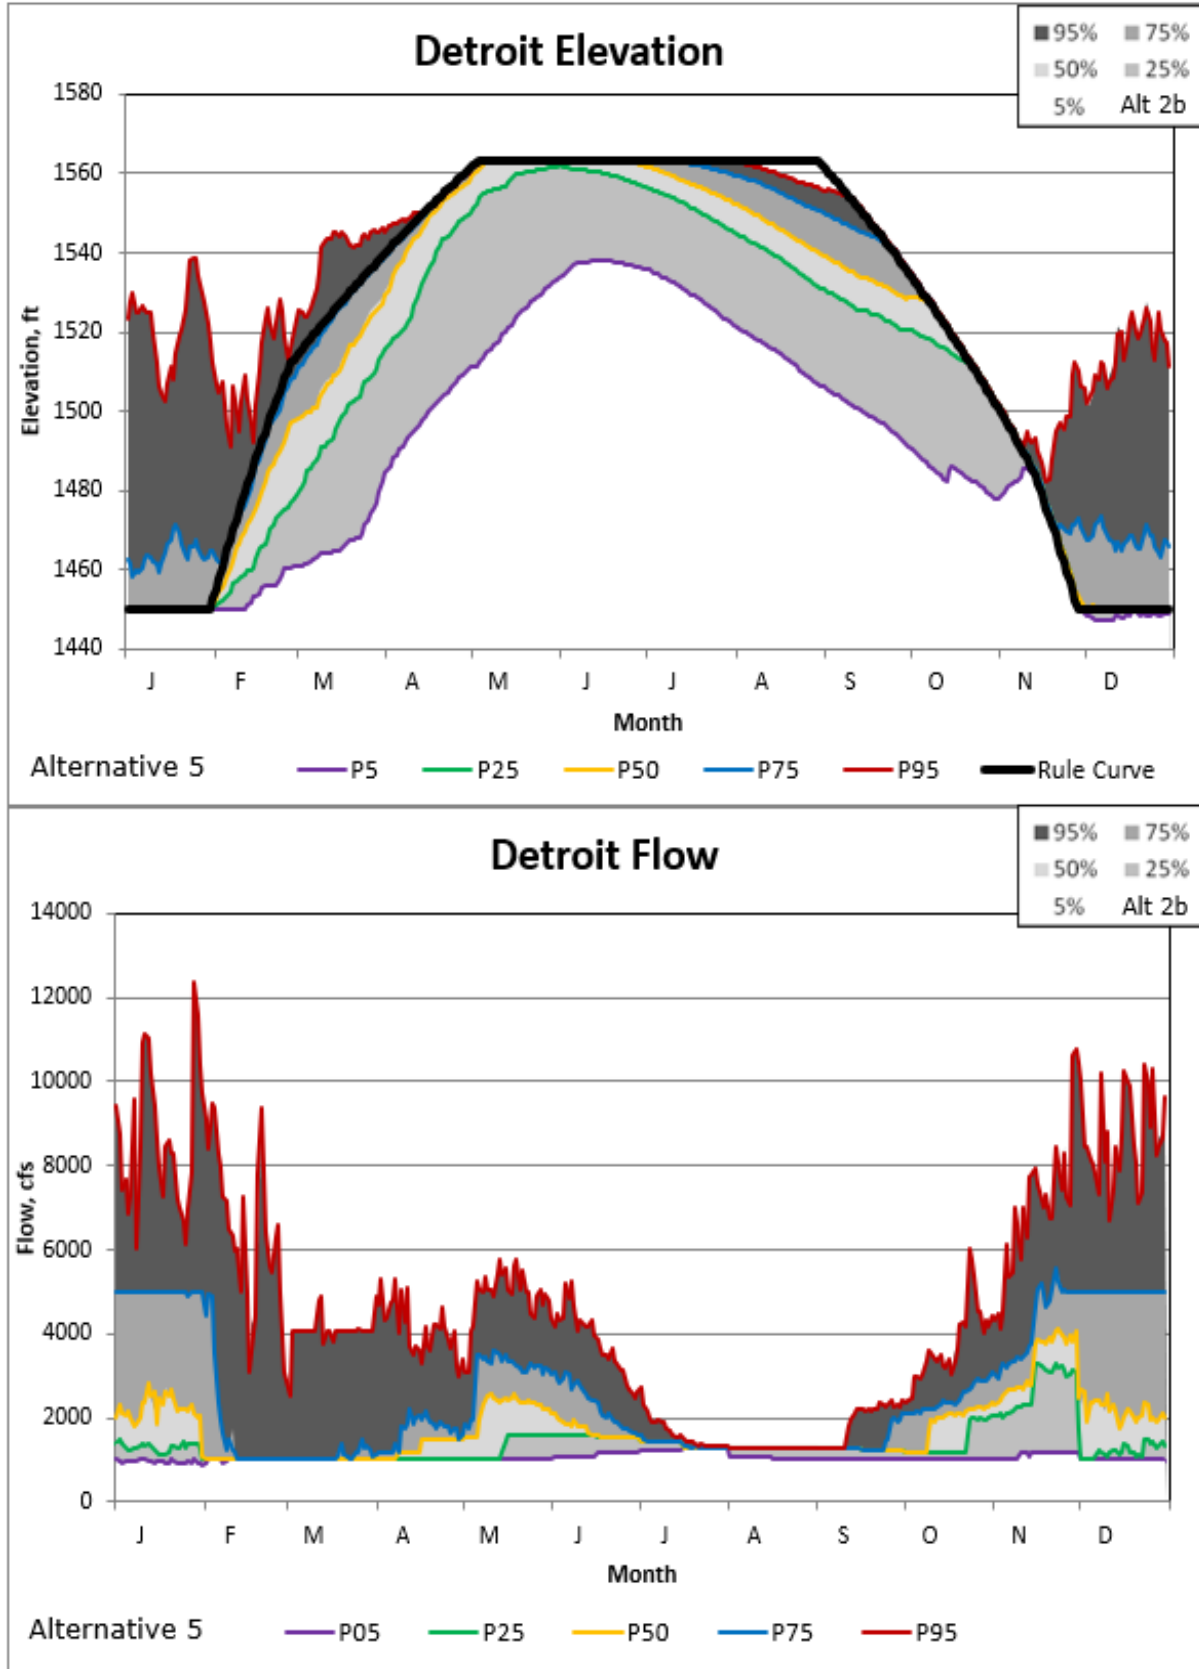 Detroit Elevation
95% 75%
50% 25%
5% Alt 2b
1580
1560
1540
1520
1500
1480
1460
1440
Elevation, ft
J F M A M J J A S O N D
Month
Alternative 5 P5 P25 P50 P75 P95 Rule Curve
Detroit Flow
95% 75%
50% 25%
5% Alt 2b
14000
12000
10000
8000
6000
4000
2000
0
Flow, cfs
J F M A M J J A S O N D
Month
Alternative 5 P05 P25 P50 P75 P95